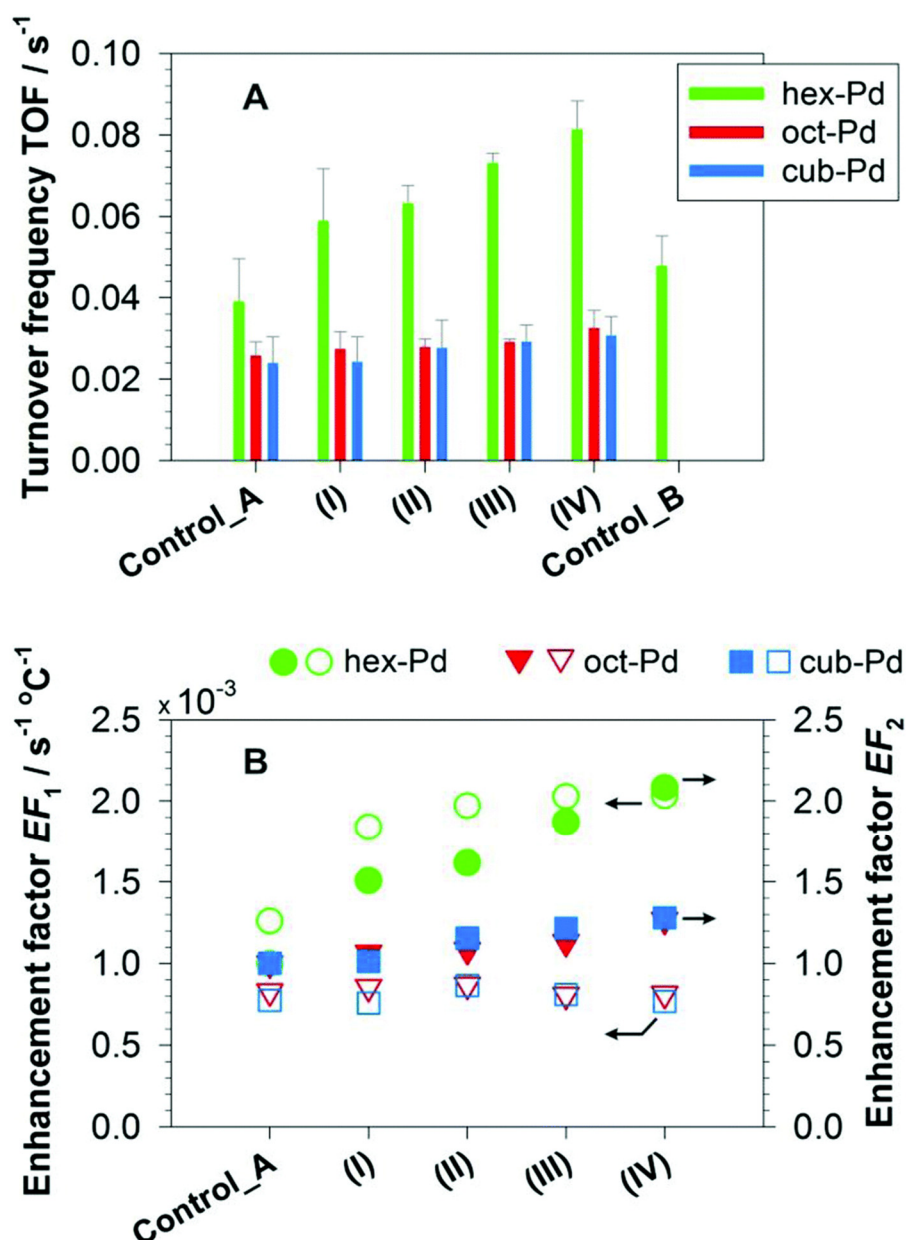 Turnover frequency TOF / s⁻¹
A
0.10
0.08
0.06
0.04
0.02
0.00
hex-Pd
oct-Pd
cub-Pd
Control_A
(I)
(II)
(III)
(IV)
Control_B
hex-Pd
oct-Pd
cub-Pd
x 10⁻³
Enhancement factor EF₁ / s⁻¹ ºC⁻¹
B
2.5
2.0
1.5
1.0
0.5
0.0
2.5
2.0
1.5
1.0
0.5
0.0
Enhancement factor EF₂
Control_A
(I)
(II)
(III)
(IV)